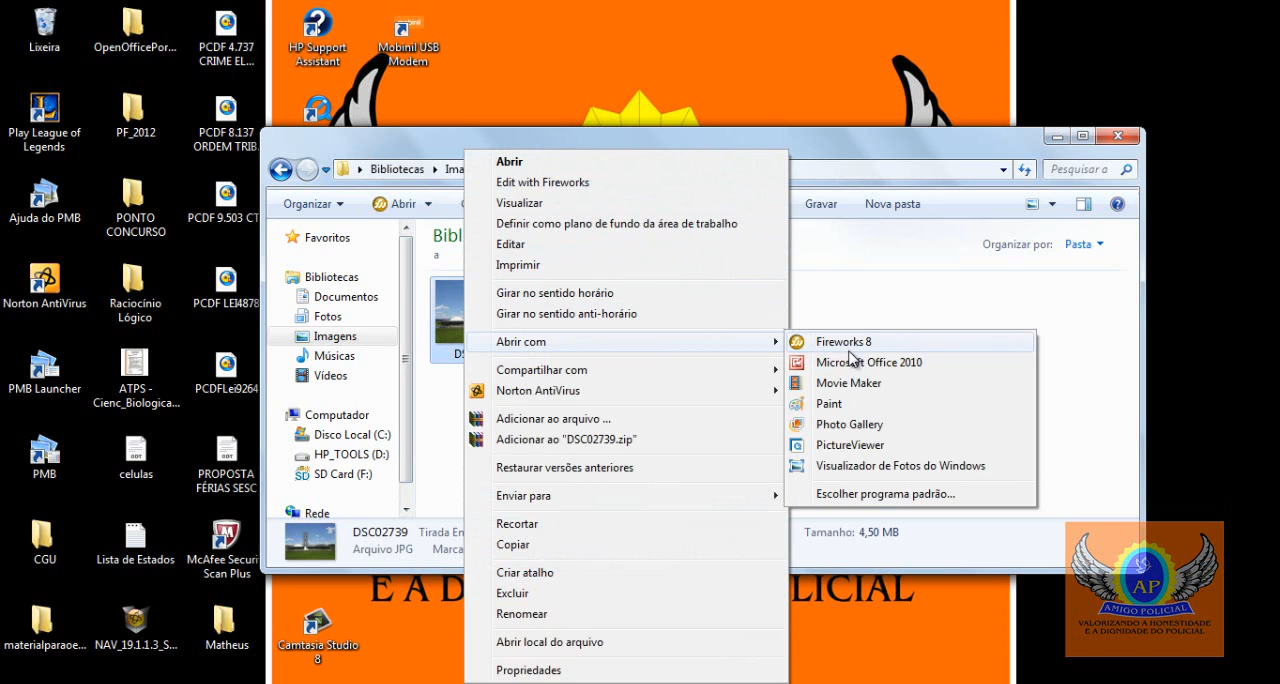 Lixeira
OpenOfficePor...
PCDF 4.737
CRIME EL...
Play League of
Legends
PF_2012
PCDF 8.137
ORDEM TRIB
Ajuda do PMB
PONTO
CONCURSO
PCDF 9.503 CT
Norton AntiVirus
Raciocínio
Lógico
PCDF LEI4878
PMB Launcher
ATPS -
Cienc_Biologica...
PCDFLei9264
PMB
celulas
PROPOSTA
FÉRIAS SESC
CGU
Lista de Estados
McAfee Securi
Scan Plus
materialparaoe...
NAV_19.1.1.3_S...
Matheus
HP Support
Assistant
Mobinil USB
Modem
Camtasia Studio
8
Bibliotecas
Ima
Pesquisar a
Organizar
Abrir
Gravar
Nova pasta
Favoritos
Bibliotecas
Documentos
Fotos
Imagens
Músicas
Vídeos
Computador
Disco Local (C:)
HP_TOOLS (D:)
SD Card (F:)
Rede
Bibl
a
Organizar por: Pasta
DS
DSC02739 Tirada En
Arquivo JPG Marca
Tamanho: 4,50 MB
Abrir
Edit with Fireworks
Visualizar
Definir como plano de fundo da área de trabalho
Editar
Imprimir
Girar no sentido horário
Girar no sentido anti-horário
Abrir com
Compartilhar com
Norton AntiVirus
Adicionar ao arquivo ...
Adicionar ao "DSC02739.zip"
Restaurar versões anteriores
Enviar para
Recortar
Copiar
Criar atalho
Excluir
Renomear
Abrir local do arquivo
Propriedades
Fireworks 8
Microsoft Office 2010
Movie Maker
Paint
Photo Gallery
PictureViewer
Visualizador de Fotos do Windows
Escolher programa padrão...
E A D
LICIAL
AP
AMIGO POLICIAL
VALORIZANDO A HONESTIDADE
E A DIGNIDADE DO POLICIAL